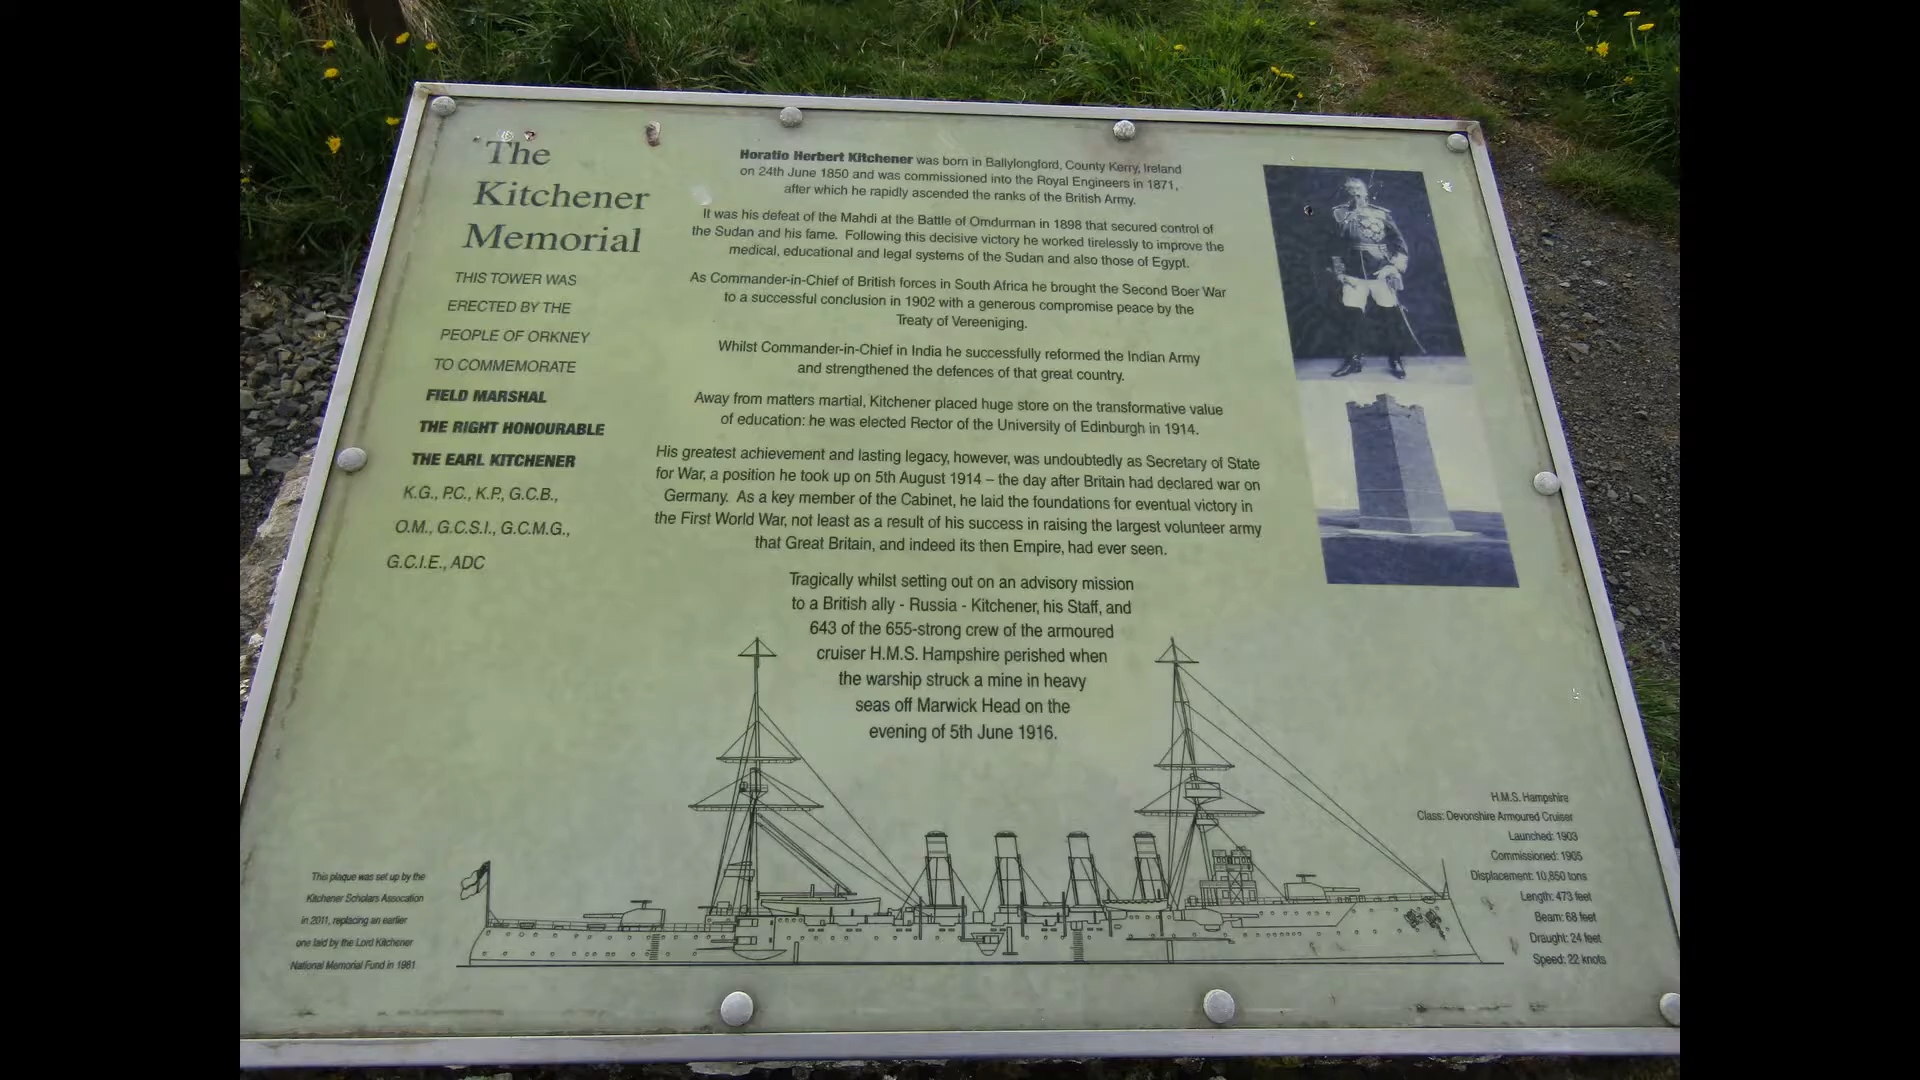 The
Kitchener
Memorial
THIS TOWER WAS
ERECTED BY THE
PEOPLE OF ORKNEY
TO COMMEMORATE
FIELD MARSHAL
THE RIGHT HONOURABLE
THE EARL KITCHENER
K.G., P.C., K.P., G.C.B.,
O.M., G.C.S.I., G.C.M.G.,
G.C.I.E., ADC
Horatio Herbert Kitchener was born in Ballylongford, County Kerry, Ireland
on 24th June 1850 and was commissioned into the Royal Engineers in 1871,
after which he rapidly ascended the ranks of the British Army.
It was his defeat of the Mahdi at the Battle of Omdurman in 1898 that secured control of
the Sudan and his fame. Following this decisive victory he worked tirelessly to improve the
medical, educational and legal systems of the Sudan and also those of Egypt.
As Commander-in-Chief of British forces in South Africa he brought the Second Boer War
to a successful conclusion in 1902 with a generous compromise peace by the
Treaty of Vereeniging.
Whilst Commander-in-Chief in India he successfully reformed the Indian Army
and strengthened the defences of that great country.
Away from matters martial, Kitchener placed huge store on the transformative value
of education: he was elected Rector of the University of Edinburgh in 1914.
His greatest achievement and lasting legacy, however, was undoubtedly as Secretary of State
for War, a position he took up on 5th August 1914 – the day after Britain had declared war on
Germany. As a key member of the Cabinet, he laid the foundations for eventual victory in
the First World War, not least as a result of his success in raising the largest volunteer army
that Great Britain, and indeed its then Empire, had ever seen.
Tragically whilst setting out on an advisory mission
to a British ally - Russia - Kitchener, his Staff, and
643 of the 655-strong crew of the armoured
cruiser H.M.S. Hampshire perished when
the warship struck a mine in heavy
seas off Marwick Head on the
evening of 5th June 1916.
This plaque was set up by the
Kitchener Scholars Assocation
in 2011, replacing an earlier
one laid by the Lord Kitchener
National Memorial Fund in 1981
H.M.S. Hampshire
Class: Devonshire Armoured Cruiser
Launched: 1903
Commissioned: 1905
Displacement: 10,850 tons
Length: 473 feet
Beam: 68 feet
Draught: 24 feet
Speed: 22 knots